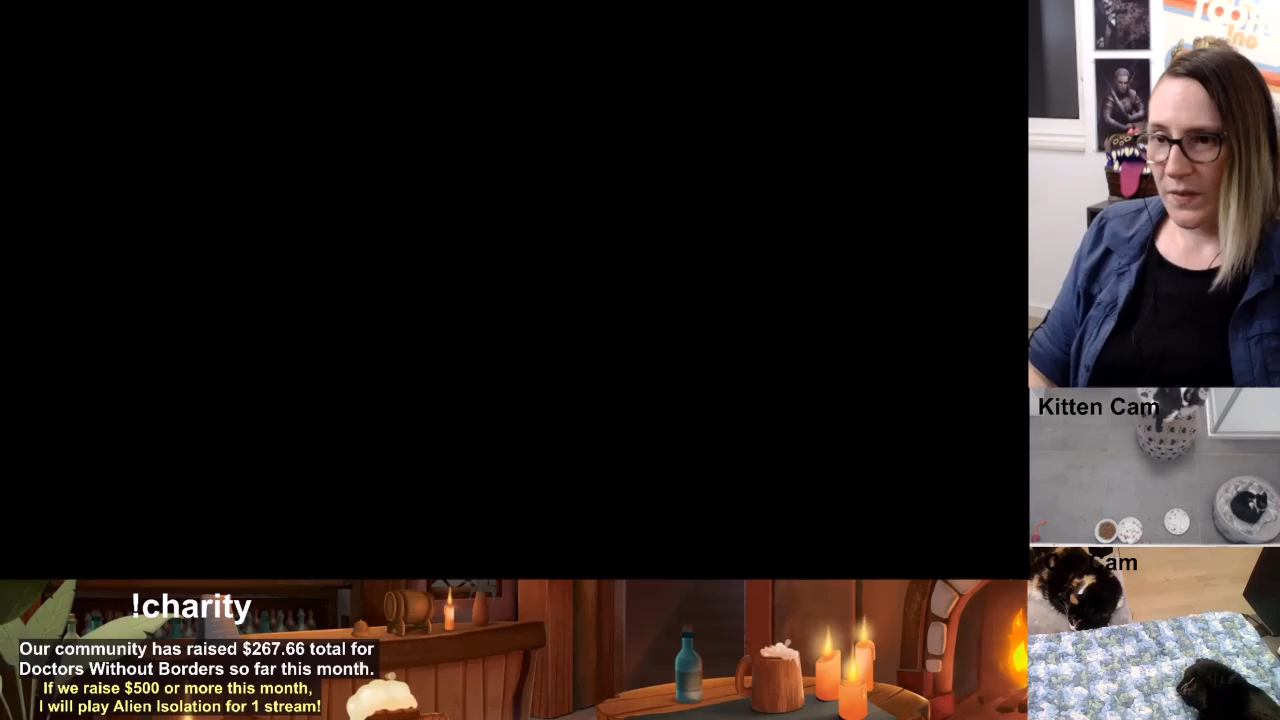 Kitten Cam
Cam
!charity
Our community has raised $267.66 total for
Doctors Without Borders so far this month.
If we raise $500 or more this month,
I will play Alien Isolation for 1 stream!